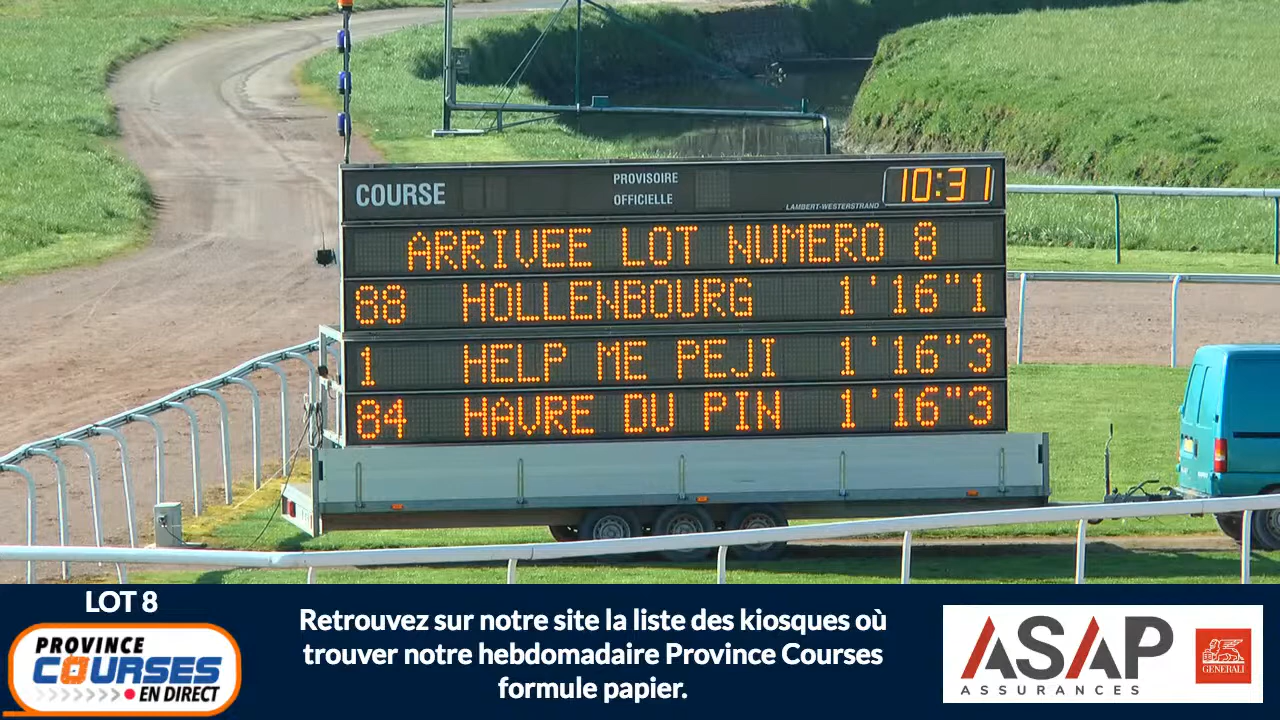 COURSE PROVISOIRE 10:31
OFFICIELLE LAMBERT-WESTERSTRAND
ARRIVEE LOT NUMERO 8
88 HOLLENBOURG 1'16"1
1 HELP ME PEJI 1'16"3
84 HAVRE DU PIN 1'16"3
LOT 8
PROVINCE
COURSES
EN DIRECT
Retrouvez sur notre site la liste des kiosques où
trouver notre hebdomadaire Province Courses
formule papier.
ASAP
ASSURANCES
GENERALI